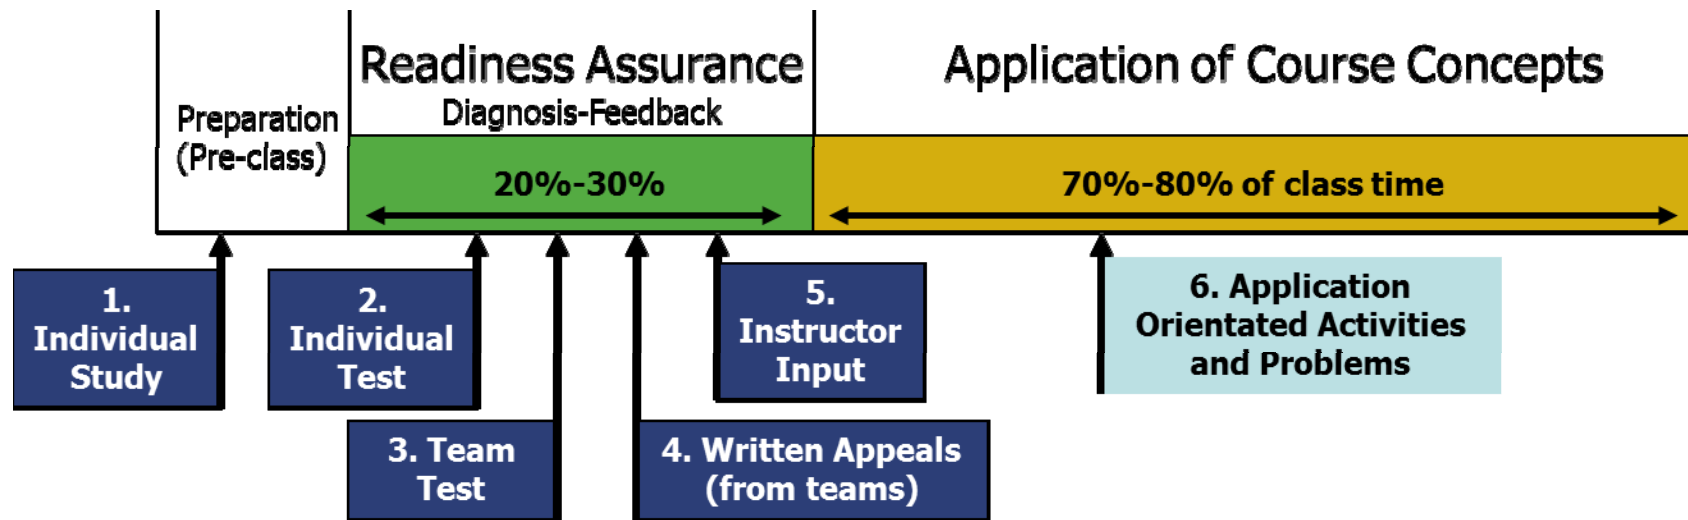 Preparation
(Pre-class)
Readiness Assurance
Diagnosis-Feedback
20%-30%
Application of Course Concepts
70%-80% of class time
1.
Individual
Study
2.
Individual
Test
3. Team
Test
4. Written Appeals
(from teams)
5.
Instructor
Input
6. Application
Orientated Activities
and Problems